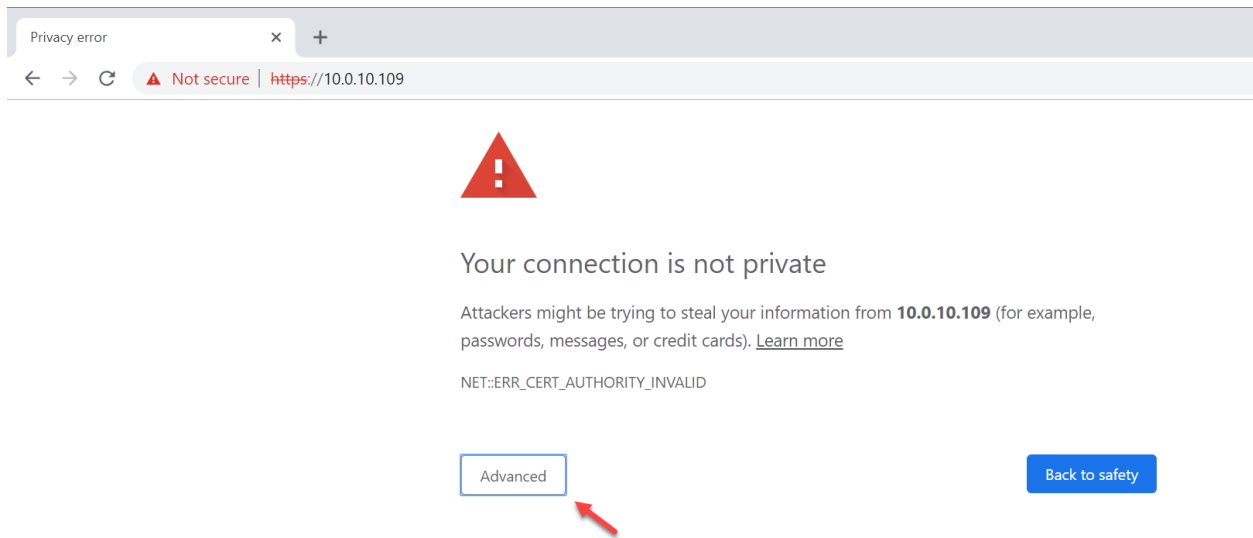 Privacy error
Not secure | https://10.0.10.109
Your connection is not private
Attackers might be trying to steal your information from 10.0.10.109 (for example,
passwords, messages, or credit cards). Learn more
NET::ERR_CERT_AUTHORITY_INVALID
Advanced
Back to safety